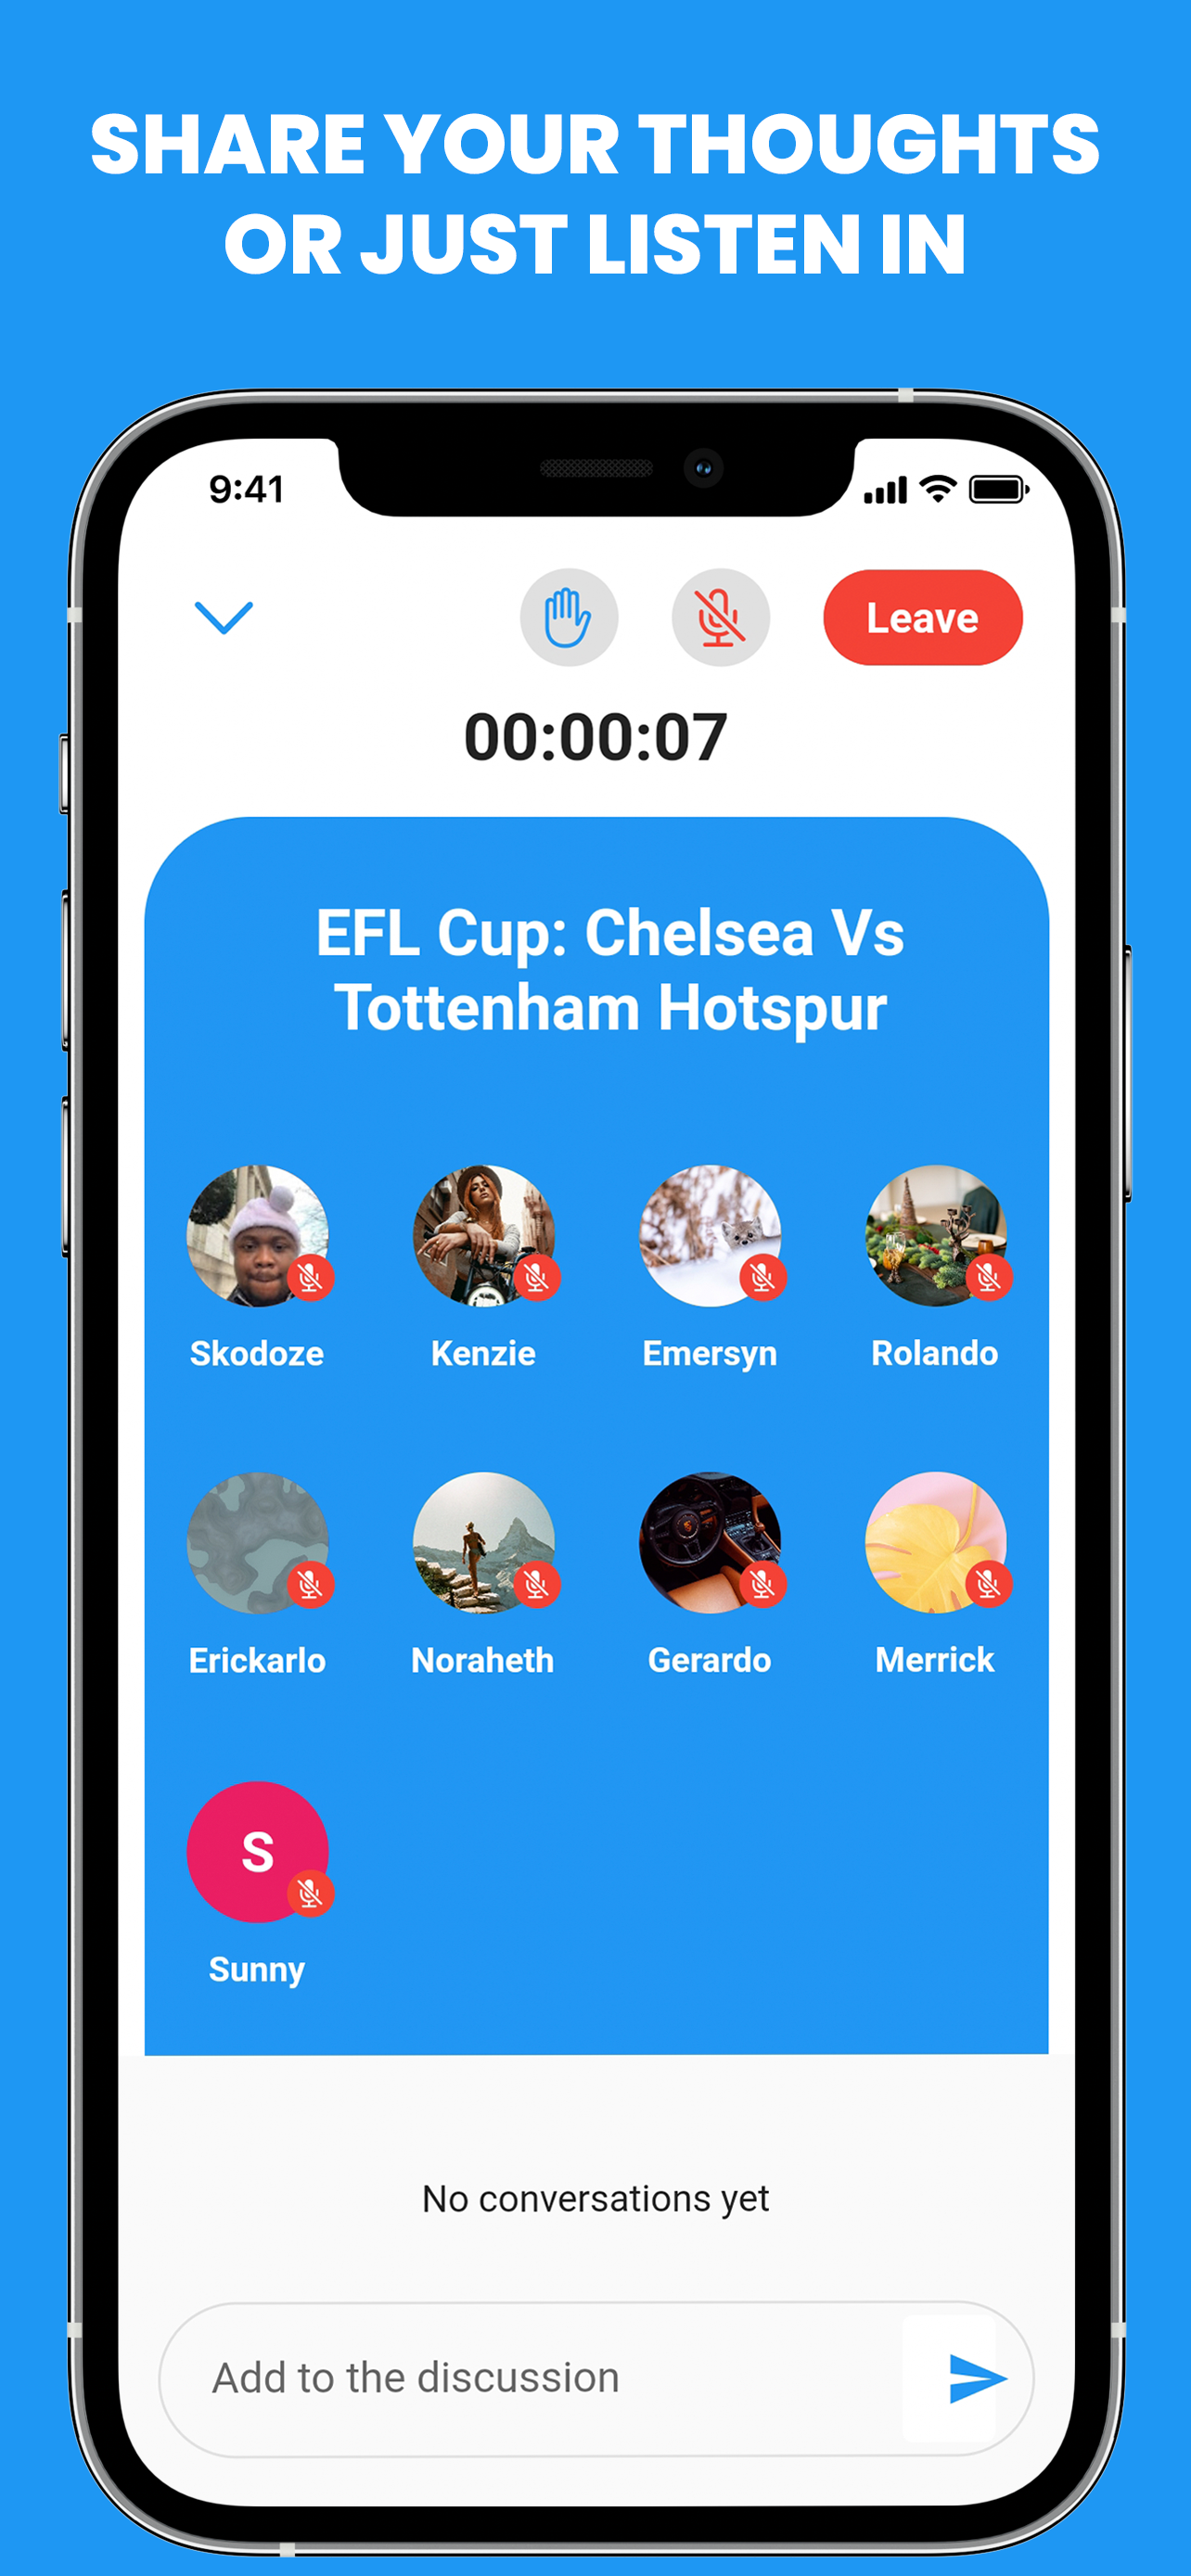 SHARE YOUR THOUGHTS
OR JUST LISTEN IN
9:41
Leave
00:00:07
EFL Cup: Chelsea Vs
Tottenham Hotspur
Skodoze
Kenzie
Emersyn
Rolando
Erickarlo
Noraheth
Gerardo
Merrick
S
Sunny
No conversations yet
Add to the discussion